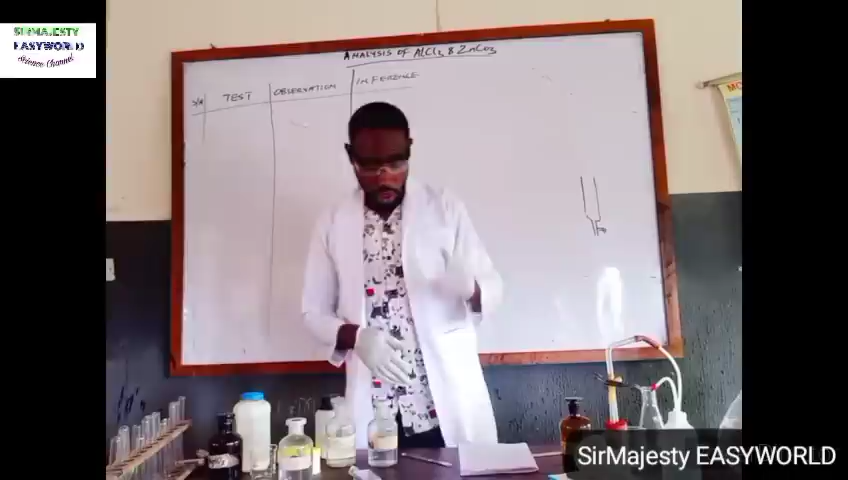 SIRMAJESTY
EASYWORLD
Science Channel
ANALYSIS OF AlCl3 & ZnCO3
S/N TEST OBSERVATION INFERENCE
SirMajesty EASYWORLD